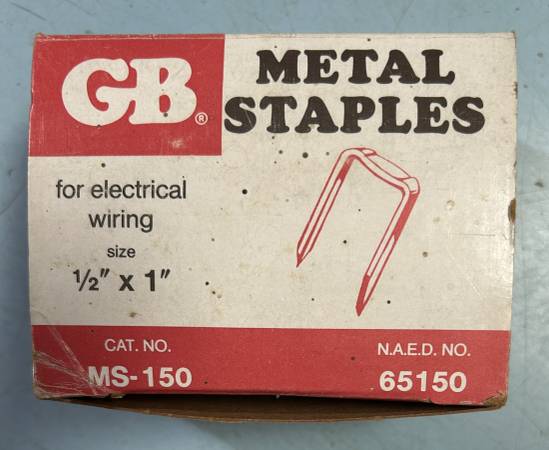 GB®
METAL
STAPLES
for electrical
wiring
size
½" x 1"
CAT. NO.
MS-150
N.A.E.D. NO.
65150